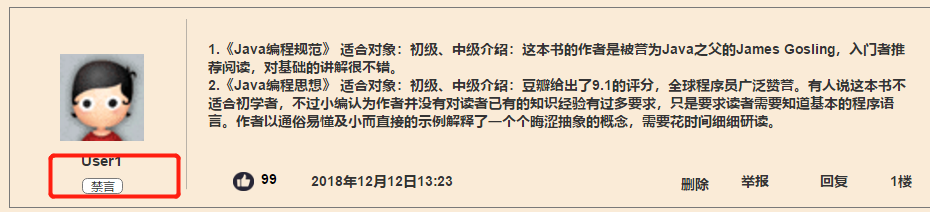 1.《Java编程规范》 适合对象：初级、中级介绍：这本书的作者是被誉为Java之父的James Gosling，入门者推
荐阅读，对基础的讲解很不错。
2.《Java编程思想》 适合对象：初级、中级介绍：豆瓣给出了9.1的评分，全球程序员广泛赞誉。有人说这本书不
适合初学者，不过小编认为作者并没有对读者已有的知识经验有过多要求，只是要求读者需要知道基本的程序语
言。作者以通俗易懂及小而直接的示例解释了一个个晦涩抽象的概念，需要花时间细细研读。
User1
禁言
99 2018年12月12日13:23 删除 举报 回复 1楼